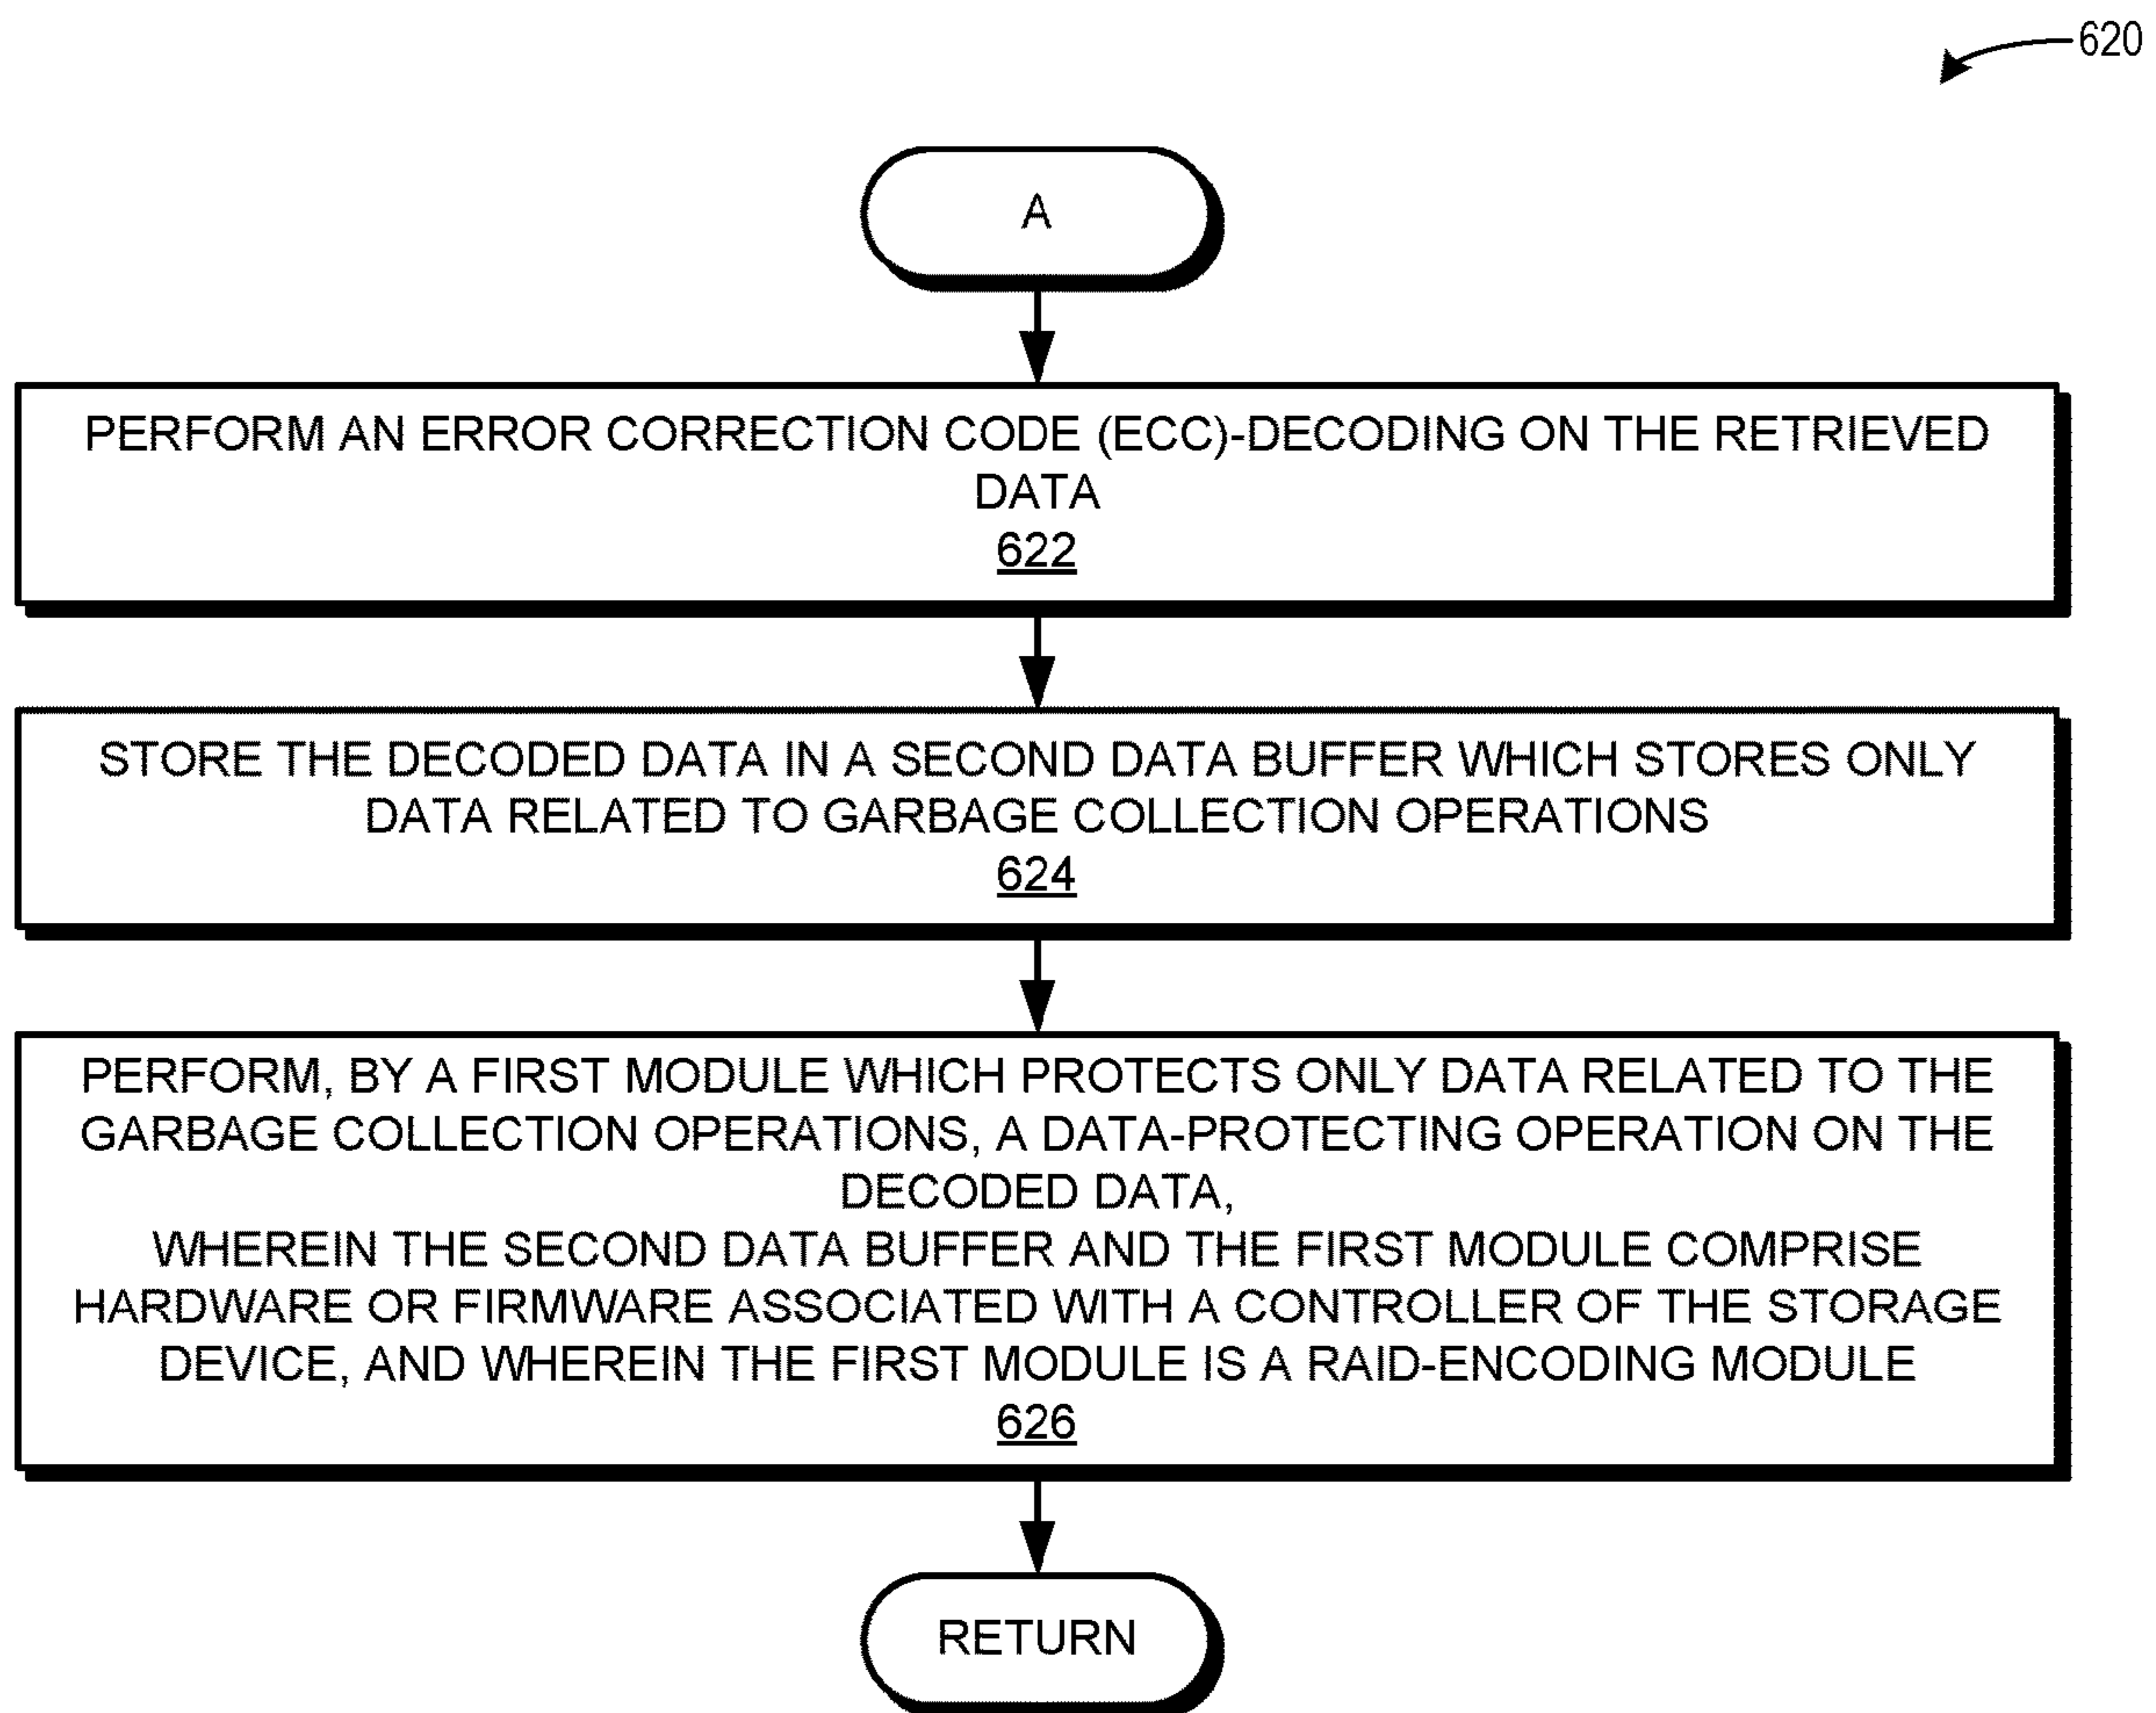 620
A
PERFORM AN ERROR CORRECTION CODE (ECC)-DECODING ON THE RETRIEVED
DATA
622
STORE THE DECODED DATA IN A SECOND DATA BUFFER WHICH STORES ONLY
DATA RELATED TO GARBAGE COLLECTION OPERATIONS
624
PERFORM, BY A FIRST MODULE WHICH PROTECTS ONLY DATA RELATED TO THE
GARBAGE COLLECTION OPERATIONS, A DATA-PROTECTING OPERATION ON THE
DECODED DATA,
WHEREIN THE SECOND DATA BUFFER AND THE FIRST MODULE COMPRISE
HARDWARE OR FIRMWARE ASSOCIATED WITH A CONTROLLER OF THE STORAGE
DEVICE, AND WHEREIN THE FIRST MODULE IS A RAID-ENCODING MODULE
626
RETURN